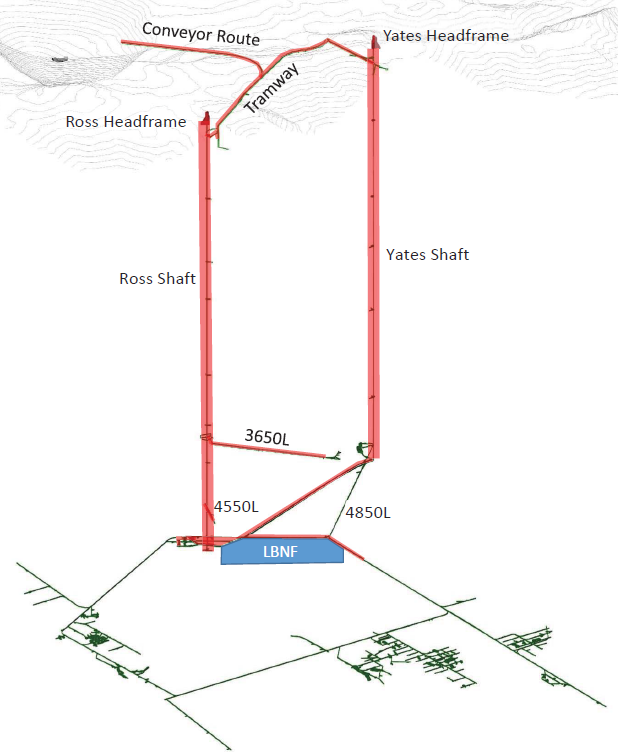 Conveyor Route
Yates Headframe
Tramway
Ross Headframe
Yates Shaft
Ross Shaft
3650L
4550L
4850L
LBNF